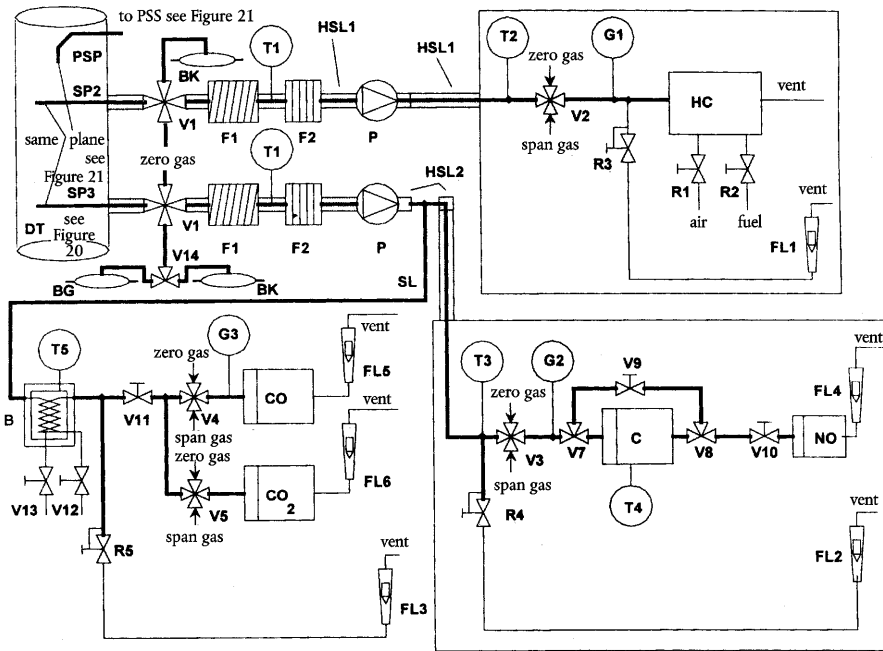 to PSS see Figure 21
PSP
BK
T1
HSL1
HSL1
SP2
V1
F1
F2
P
same plane
see
Figure 21
zero gas
T1
HSL2
SP3
see
Figure
20
DT
V1
F1
F2
P
V14
BG
BK
SL
T2
zero gas
G1
V2
span gas
HC
vent
R3
R1
R2
air
fuel
vent
FL1
T5
B
V13
V12
V11
zero gas
G3
V4
CO
span gas
zero gas
V5
CO2
span gas
vent
FL5
vent
FL6
R5
vent
FL3
T3
zero gas
G2
V9
vent
FL4
V3
V7
C
V8
V10
NO
span gas
T4
R4
vent
FL2